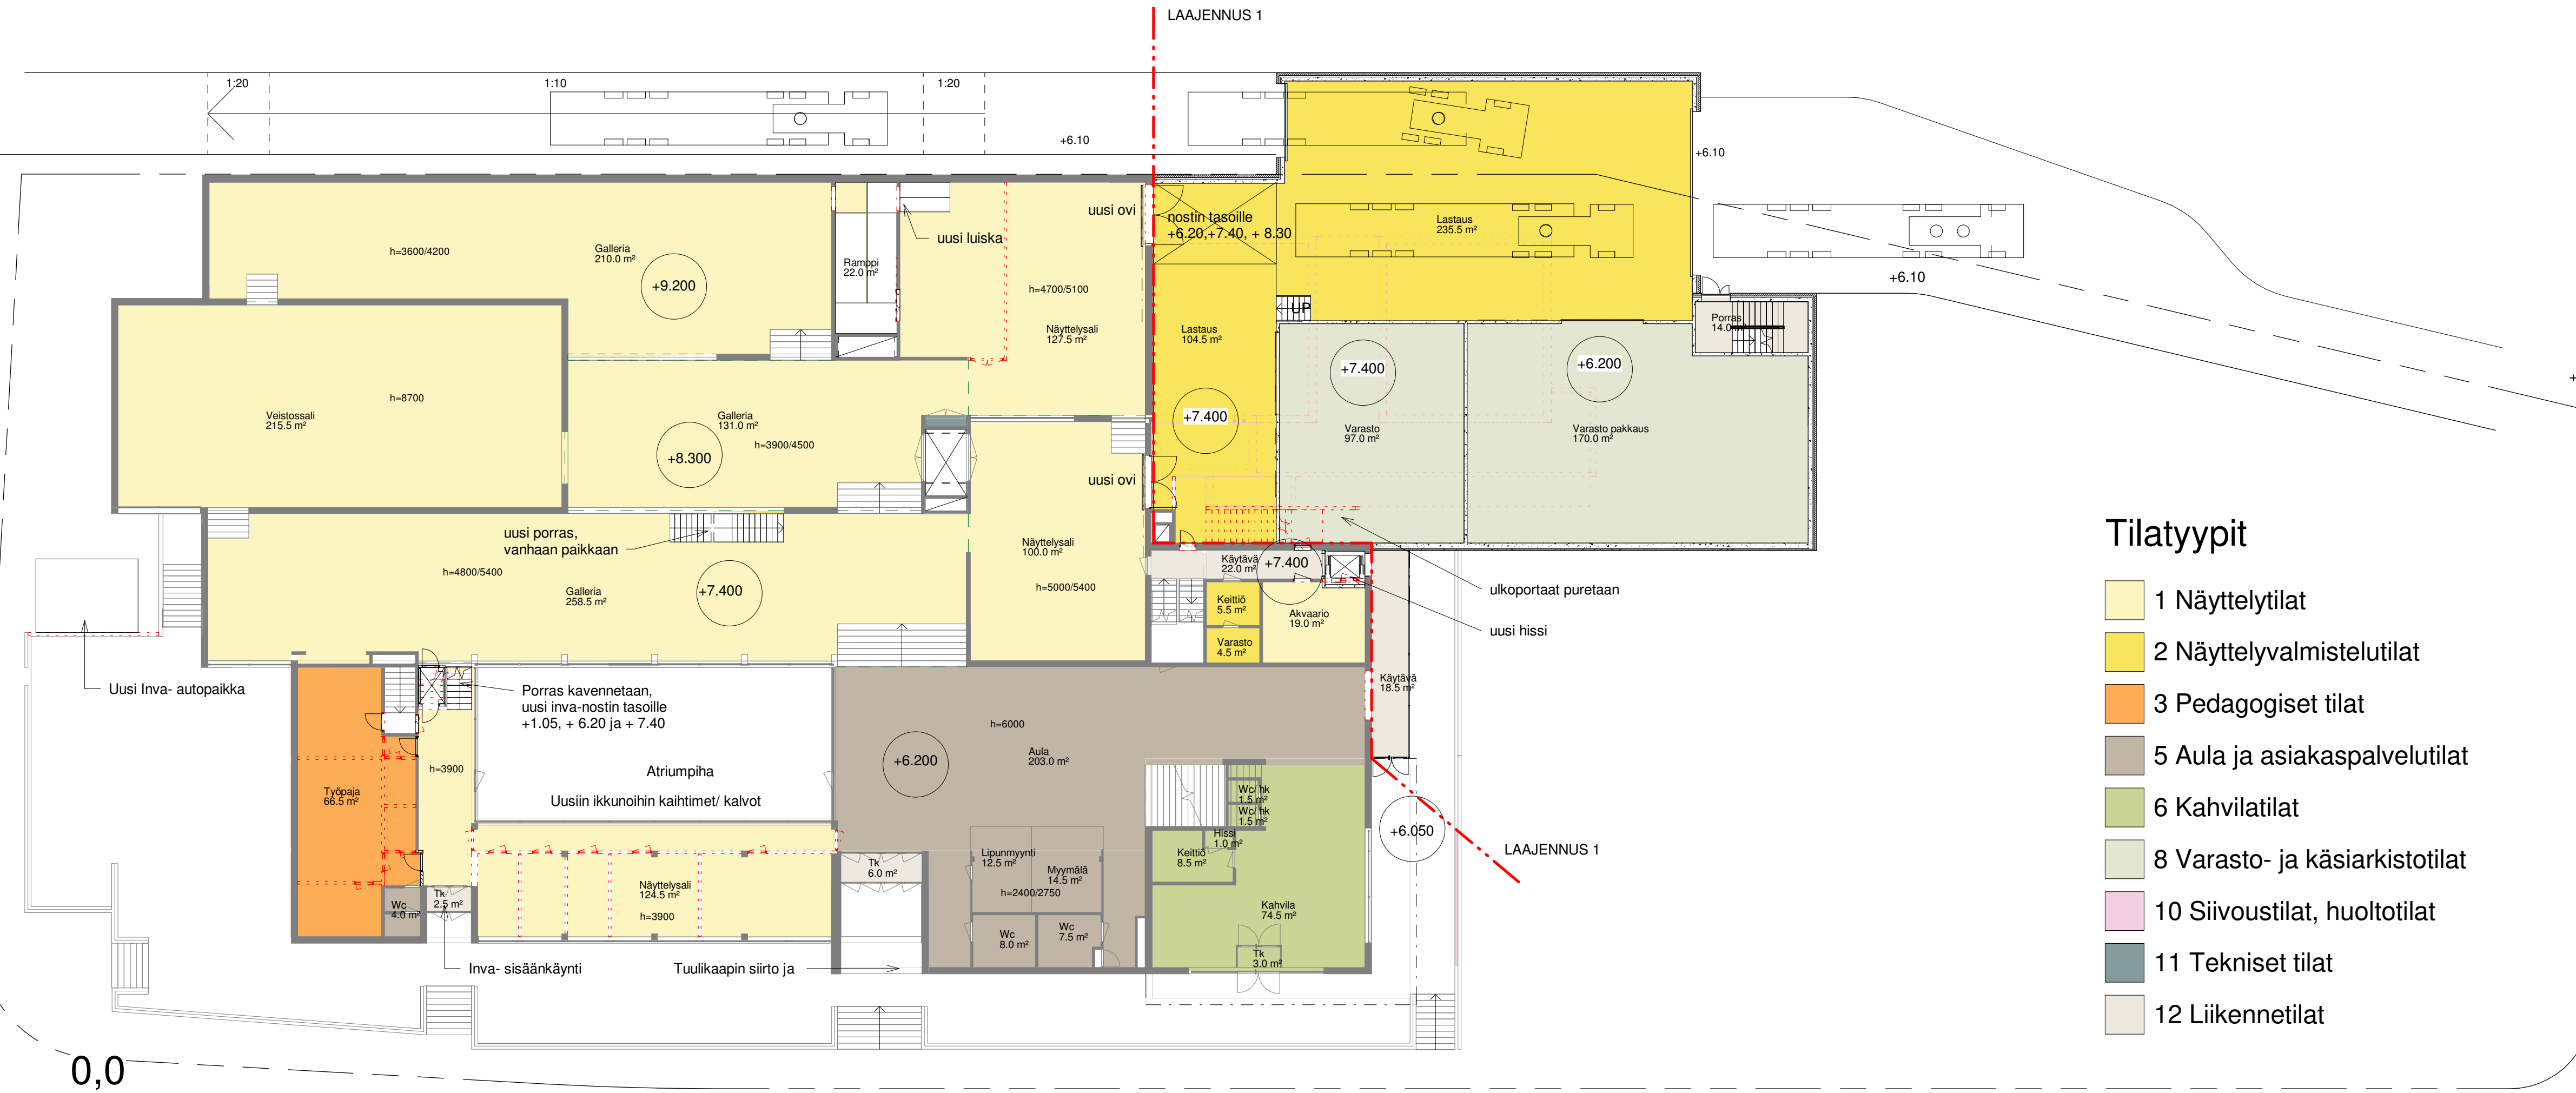 LAAJENNUS 1
1:20
1:10
1:20
+6.10
+6.10
+6.10
h=3600/4200
Galleria
210.0 m²
+9.200
Ramppi
22.0 m²
uusi luiska
uusi ovi
h=4700/5100
Näyttelysali
127.5 m²
nostin tasoille
+6.20,+7.40, + 8.30
Lastaus
235.5 m²
UP
Lastaus
104.5 m²
+7.400
Porras
14.0 m²
+7.400
Varasto
97.0 m²
+6.200
Varasto pakkaus
170.0 m²
h=8700
Veistossali
215.5 m²
Galleria
131.0 m²
h=3900/4500
+8.300
uusi ovi
uusi porras,
vanhaan paikkaan
h=4800/5400
Galleria
258.5 m²
+7.400
Näyttelysali
100.0 m²
h=5000/5400
Käytävä
22.0 m²
+7.400
Keittiö
5.5 m²
Varasto
4.5 m²
Akvaario
19.0 m²
ulkoportaat puretaan
uusi hissi
Käytävä
18.5 m²
Uusi Inva- autopaikka
Porras kavennetaan,
uusi inva-nostin tasoille
+1.05, + 6.20 ja + 7.40
h=3900
Atriumpiha
Uusiin ikkunoihin kaihtimet/ kalvot
Työpaja
66.5 m²
h=6000
Aula
203.0 m²
+6.200
Wc/ hk
1.5 m²
Wc/ hk
1.5 m²
Hissi
1.0 m²
Keittiö
8.5 m²
+6.050
LAAJENNUS 1
Lipunmyynti
12.5 m²
Myymälä
14.5 m²
h=2400/2750
Tk
6.0 m²
Näyttelysali
124.5 m²
h=3900
Wc
4.0 m²
Tk
2.5 m²
Wc
8.0 m²
Wc
7.5 m²
Kahvila
74.5 m²
Tk
3.0 m²
Inva- sisäänkäynti
Tuulikaapin siirto ja
0,0
Tilatyypit
1 Näyttelytilat
2 Näyttelyvalmistelutilat
3 Pedagogiset tilat
5 Aula ja asiakaspalvelutilat
6 Kahvilatilat
8 Varasto- ja käsiarkistotilat
10 Siivoustilat, huoltotilat
11 Tekniset tilat
12 Liikennetilat